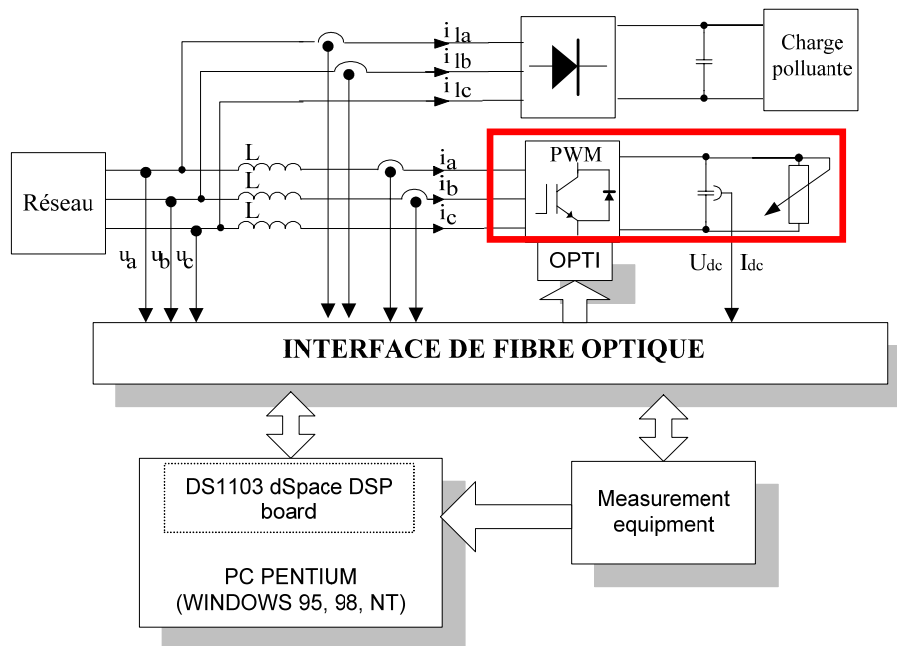 i la
i lb
i lc
Charge
polluante
Réseau
L
L
L
i a
i b
i c
PWM
OPTI
u a
u b
u c
U dc
I dc
INTERFACE DE FIBRE OPTIQUE
DS1103 dSpace DSP
board
PC PENTIUM
(WINDOWS 95, 98, NT)
Measurement
equipment